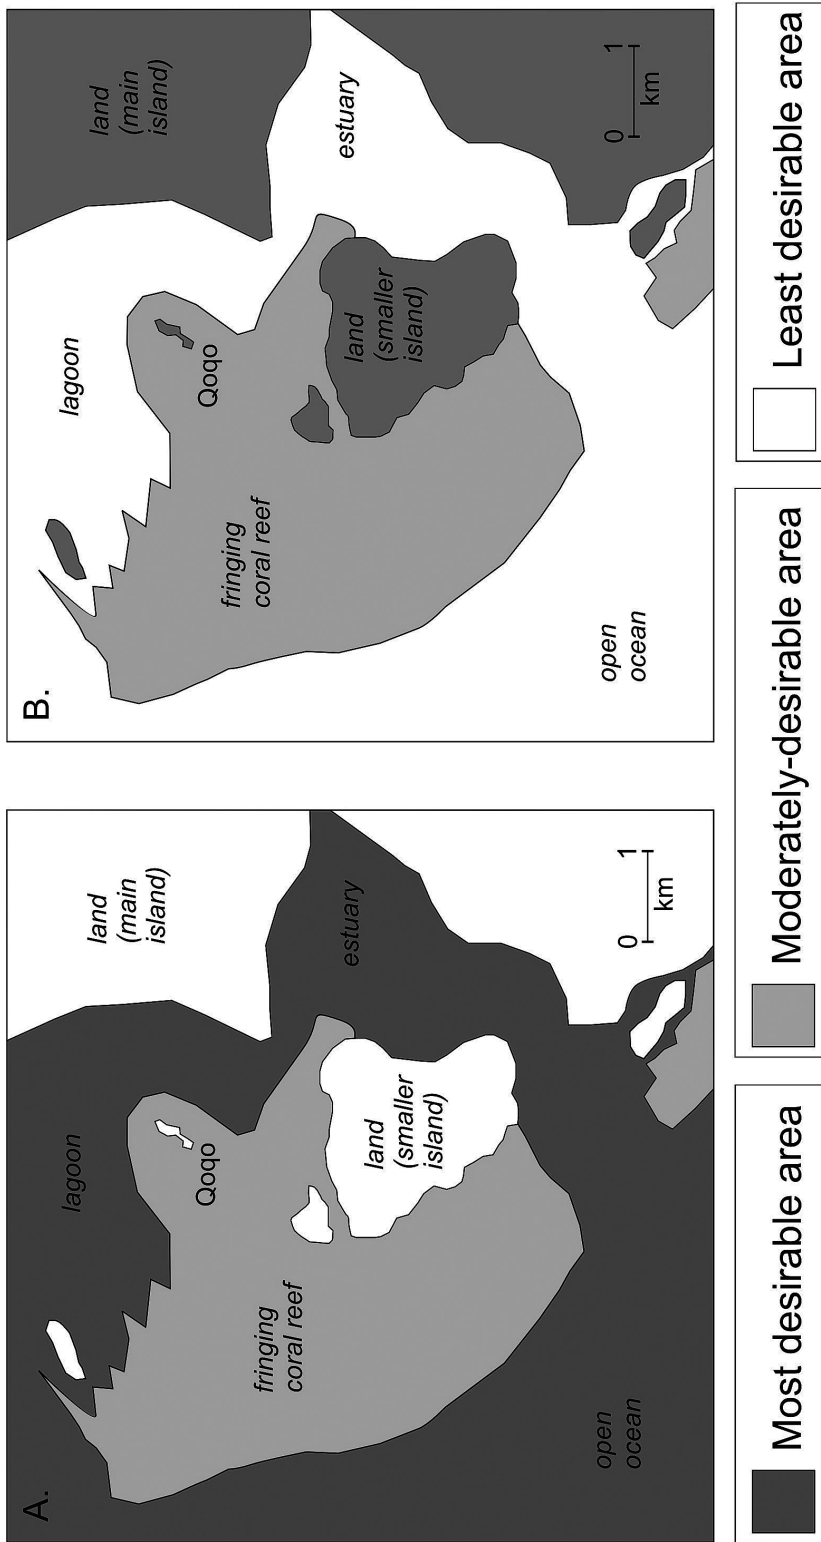 A.
lagoon
land
(main
island)
Qoqo
estuary
fringing
coral reef
land
(smaller
island)
open
ocean
0 1
km
B.
lagoon
land
(main
island)
Qoqo
estuary
fringing
coral reef
land
(smaller
island)
open
ocean
0 1
km
Most desirable area
Moderately-desirable area
Least desirable area